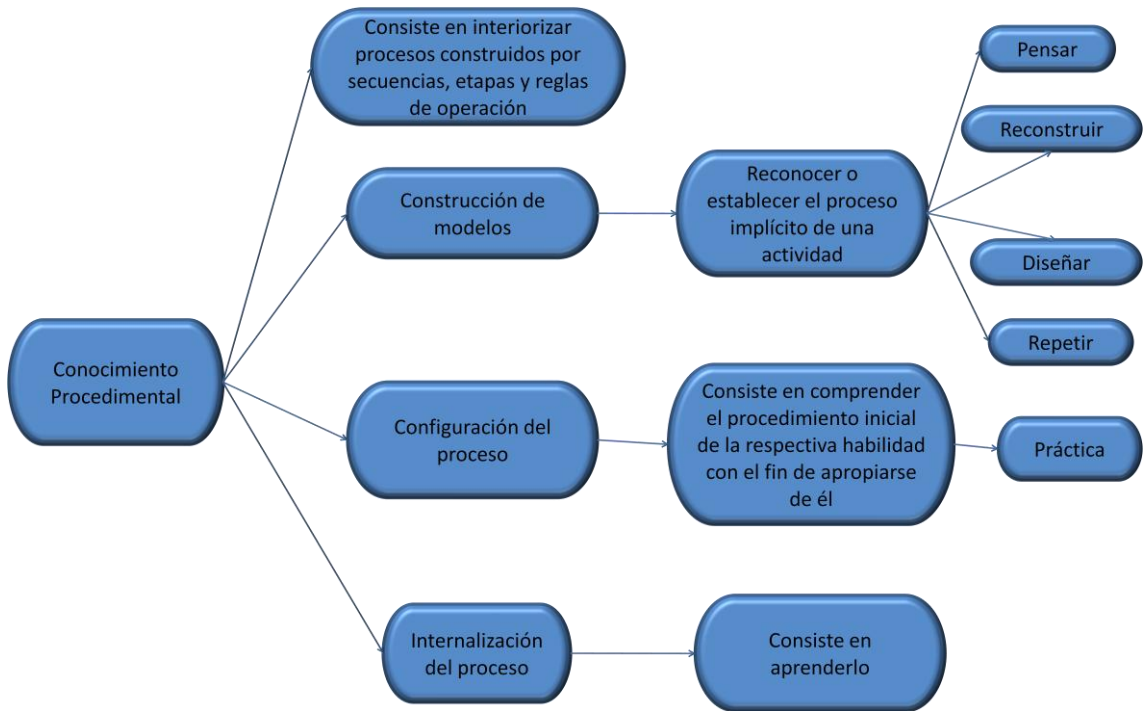 Consiste en interiorizar
procesos construidos por
secuencias, etapas y reglas
de operación
Pensar
Reconstruir
Construcción de
modelos
Reconocer o
establecer el proceso
implícito de una
actividad
Diseñar
Repetir
Conocimiento
Procedimental
Configuración del
proceso
Consiste en comprender
el procedimiento inicial
de la respectiva habilidad
con el fin de apropiarse
de él
Práctica
Internalización
del proceso
Consiste en
aprenderlo